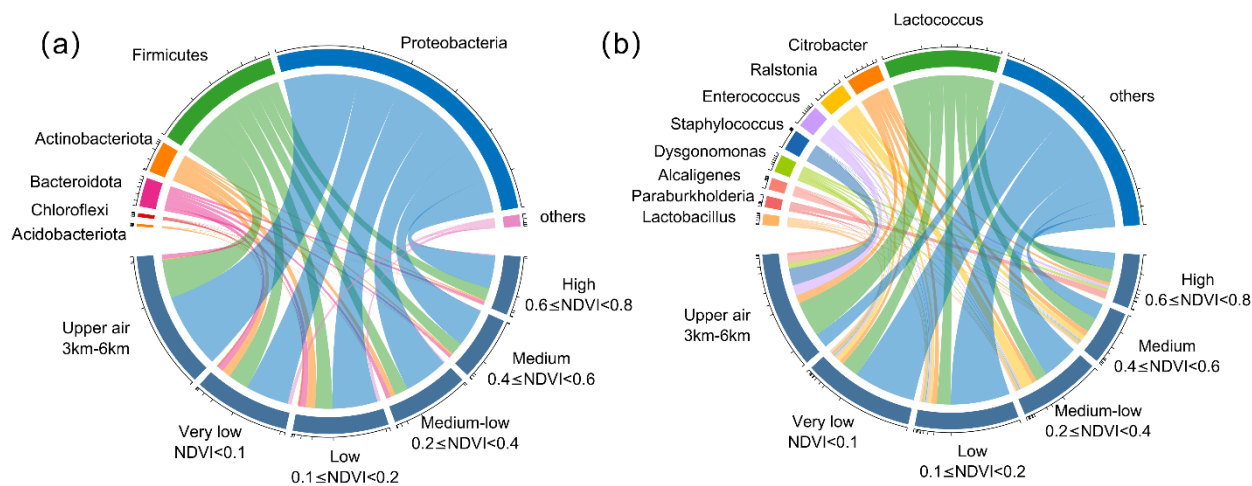 (a)
Firmicutes
Proteobacteria
Actinobacteriota
Bacteroidota
Chloroflexi
Acidobacteriota
others
High
0.6≤NDVI<0.8
Upper air
3km-6km
Medium
0.4≤NDVI<0.6
Very low
NDVI<0.1
Medium-low
0.2≤NDVI<0.4
Low
0.1≤NDVI<0.2
(b)
Lactococcus
Citrobacter
Ralstonia
Enterococcus
others
Staphylococcus
Dysgonomonas
Alcaligenes
Paraburkholderia
Lactobacillus
High
0.6≤NDVI<0.8
Upper air
3km-6km
Medium
0.4≤NDVI<0.6
Very low
NDVI<0.1
Medium-low
0.2≤NDVI<0.4
Low
0.1≤NDVI<0.2